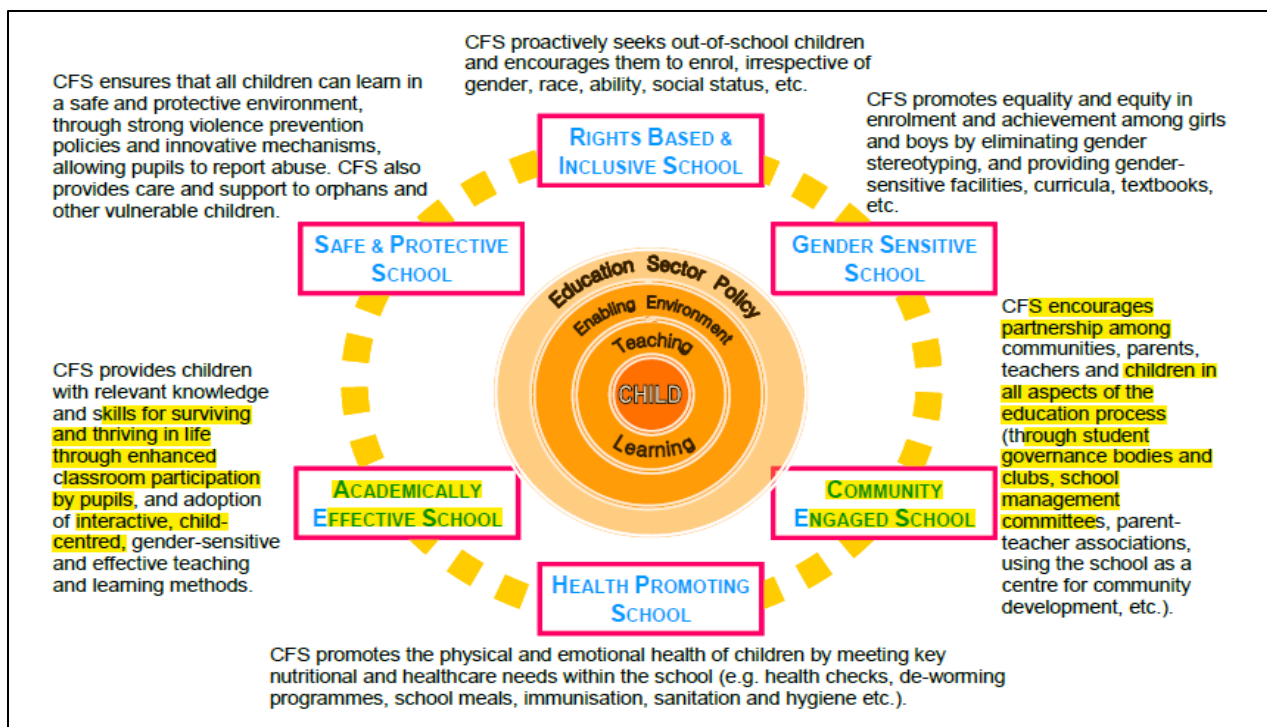 CFS proactively seeks out-of-school children
and encourages them to enrol, irrespective of
gender, race, ability, social status, etc.
CFS ensures that all children can learn in
a safe and protective environment,
through strong violence prevention
policies and innovative mechanisms,
allowing pupils to report abuse. CFS also
provides care and support to orphans and
other vulnerable children.
CFS promotes equality and equity in
enrolment and achievement among girls
and boys by eliminating gender
stereotyping, and providing gender-
sensitive facilities, curricula, textbooks,
etc.
RIGHTS BASED &
INCLUSIVE SCHOOL
SAFE & PROTECTIVE
SCHOOL
GENDER SENSITIVE
SCHOOL
Education Sector Policy
Enabling Environment
Teaching
CHILD
Learning
CFS provides children
with relevant knowledge
and skills for surviving
and thriving in life
through enhanced
classroom participation
by pupils, and adoption
of interactive, child-
centred, gender-sensitive
and effective teaching
and learning methods.
CFS encourages
partnership among
communities, parents,
teachers and children in
all aspects of the
education process
(through student
governance bodies and
clubs, school
management
committees, parent-
teacher associations,
using the school as a
centre for community
development, etc.).
ACADEMICALLY
EFFECTIVE SCHOOL
COMMUNITY
ENGAGED SCHOOL
HEALTH PROMOTING
SCHOOL
CFS promotes the physical and emotional health of children by meeting key
nutritional and healthcare needs within the school (e.g. health checks, de-worming
programmes, school meals, immunisation, sanitation and hygiene etc.).